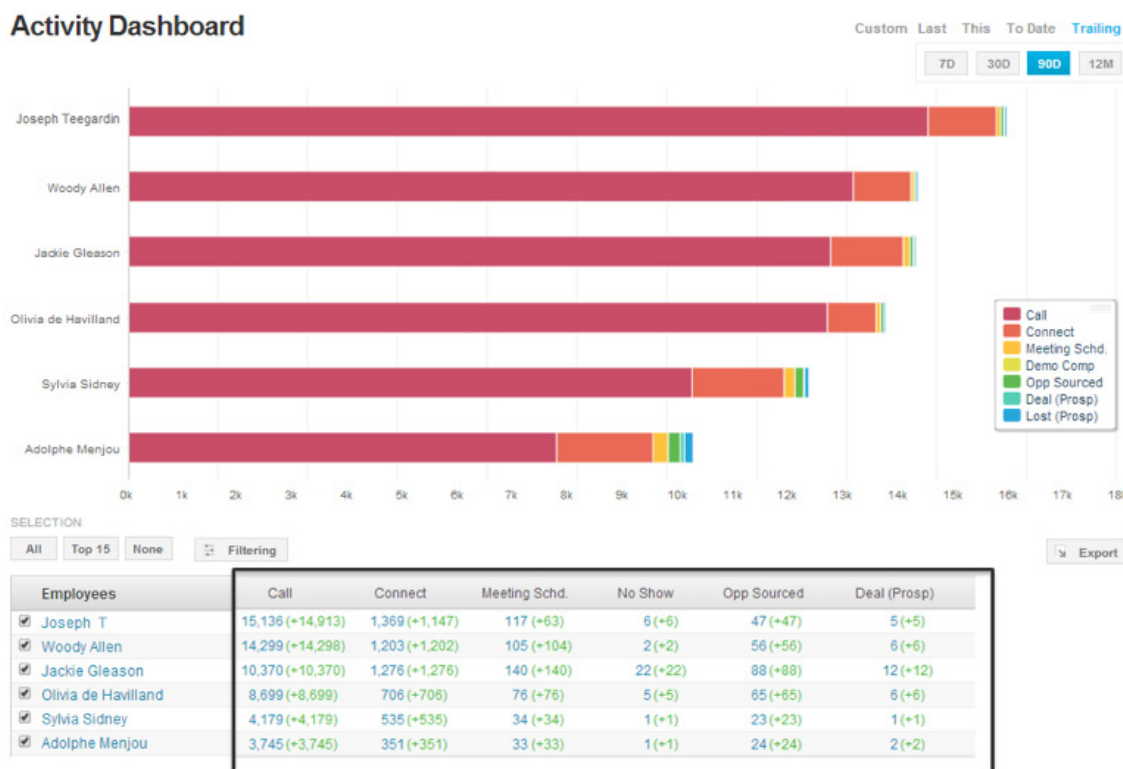 Activity Dashboard
Custom Last This To Date Trailing
7D 30D 90D 12M
Joseph Teegardin
Woody Allen
Jackie Gleason
Olivia de Havilland
Sylvia Sidney
Adolphe Menjou
Call
Connect
Meeting Schd.
Demo Comp
Opp Sourced
Deal (Prosp)
Lost (Prosp)
0k 1k 2k 3k 4k 5k 6k 7k 8k 9k 10k 11k 12k 13k 14k 15k 16k 17k 18k
SELECTION
All Top 15 None Filtering Export
Employees Call Connect Meeting Schd. No Show Opp Sourced Deal (Prosp)
Joseph T 15,136 (+14,913) 1,369 (+1,147) 117 (+63) 6 (+6) 47 (+47) 5 (+5)
Woody Allen 14,299 (+14,298) 1,203 (+1,202) 105 (+104) 2 (+2) 56 (+56) 6 (+6)
Jackie Gleason 10,370 (+10,370) 1,276 (+1,276) 140 (+140) 22 (+22) 88 (+88) 12 (+12)
Olivia de Havilland 8,699 (+8,699) 706 (+706) 76 (+76) 5 (+5) 65 (+65) 6 (+6)
Sylvia Sidney 4,179 (+4,179) 535 (+535) 34 (+34) 1 (+1) 23 (+23) 1 (+1)
Adolphe Menjou 3,745 (+3,745) 351 (+351) 33 (+33) 1 (+1) 24 (+24) 2 (+2)